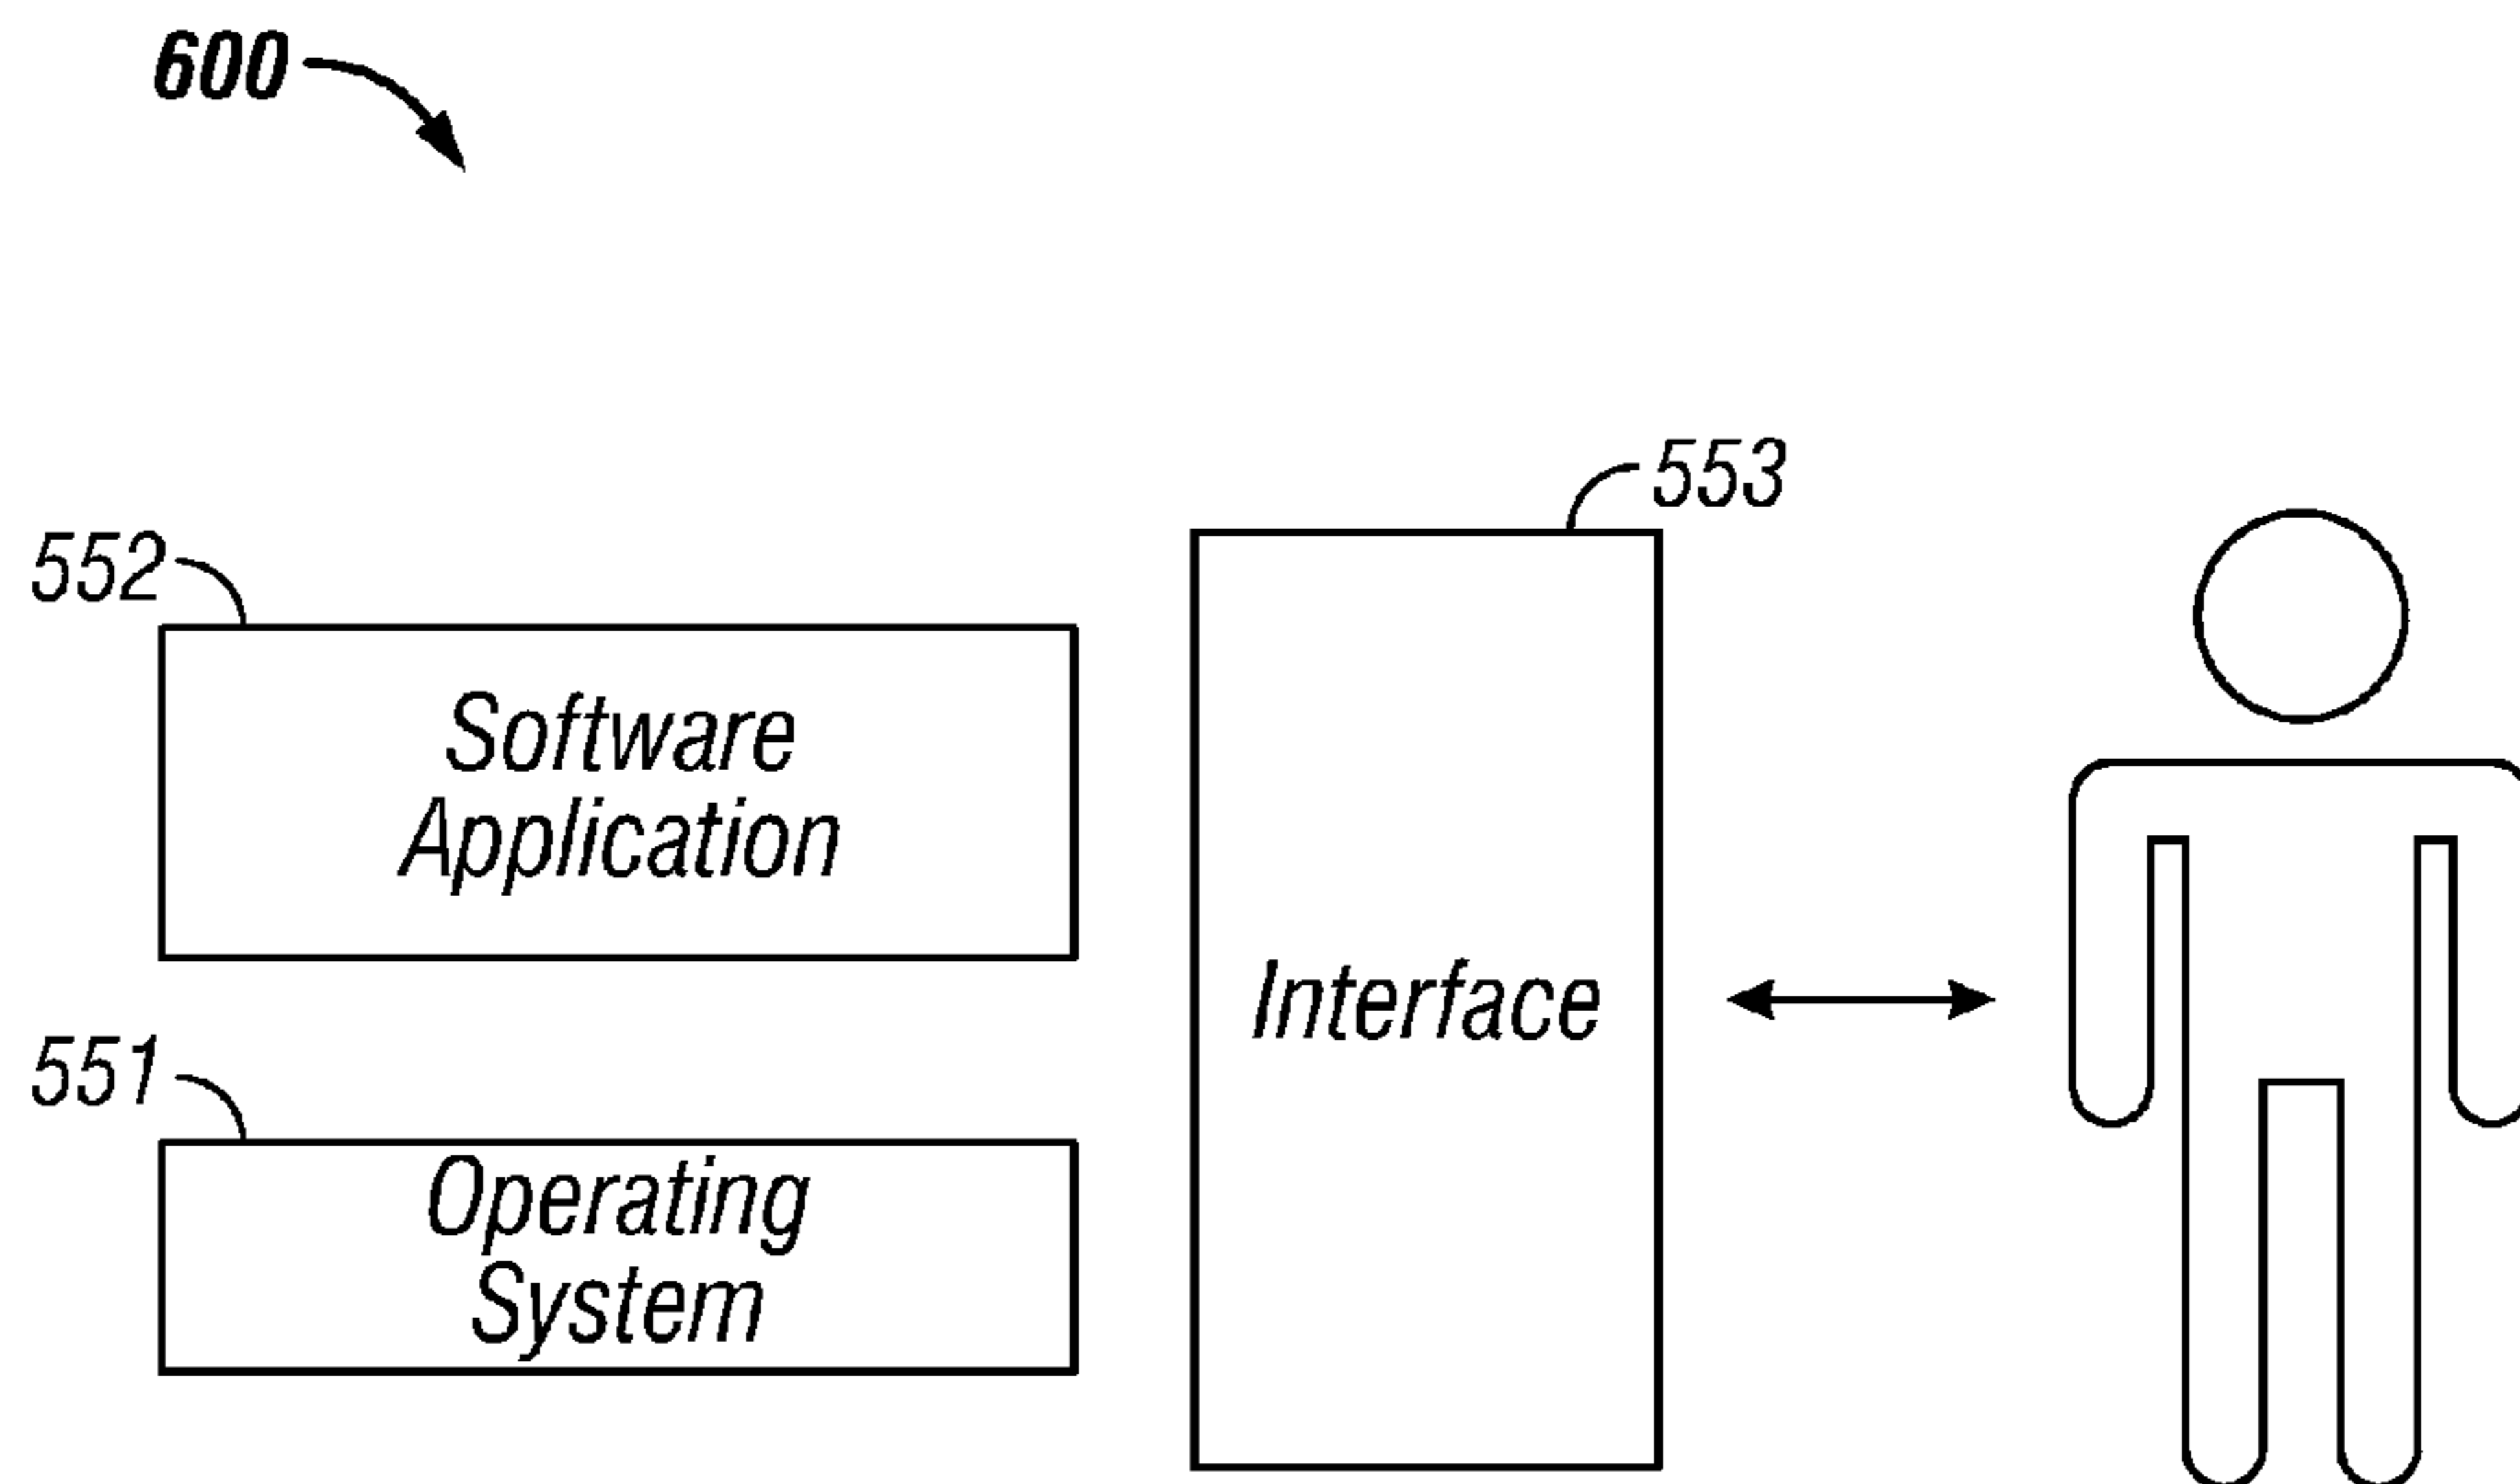 600
553
552
Software
Application
Interface
551
Operating
System